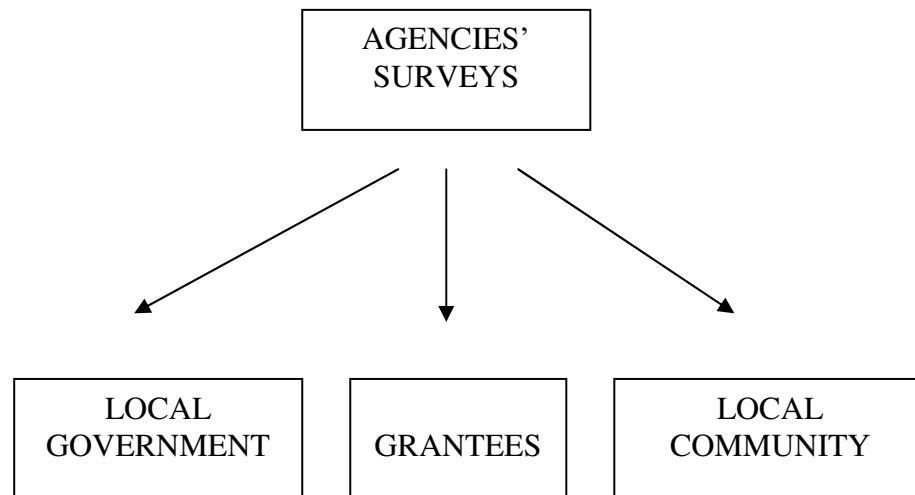 AGENCIES’
SURVEYS
LOCAL
GOVERNMENT
GRANTEES
LOCAL
COMMUNITY